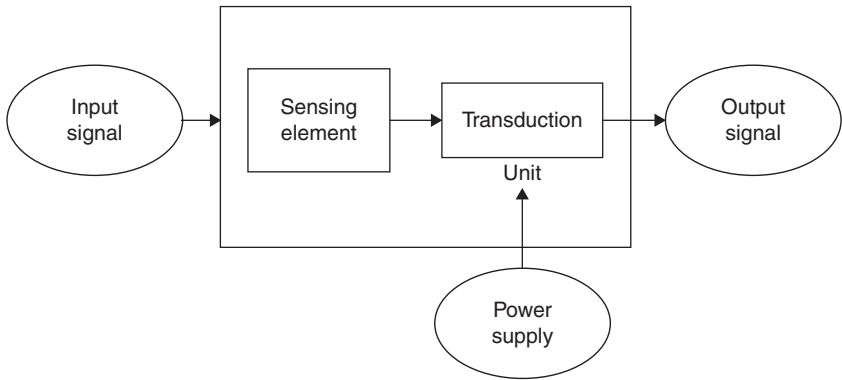 Input
signal
Sensing
element
Transduction
Unit
Output
signal
Power
supply